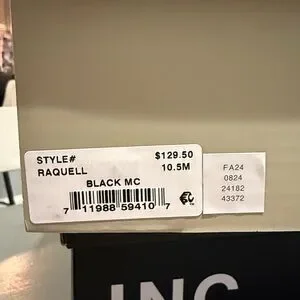 STYLE# $129.50
RAQUELL 10.5M
BLACK MC
7 11988 59410 7
FA24
0824
24182
43372
INC